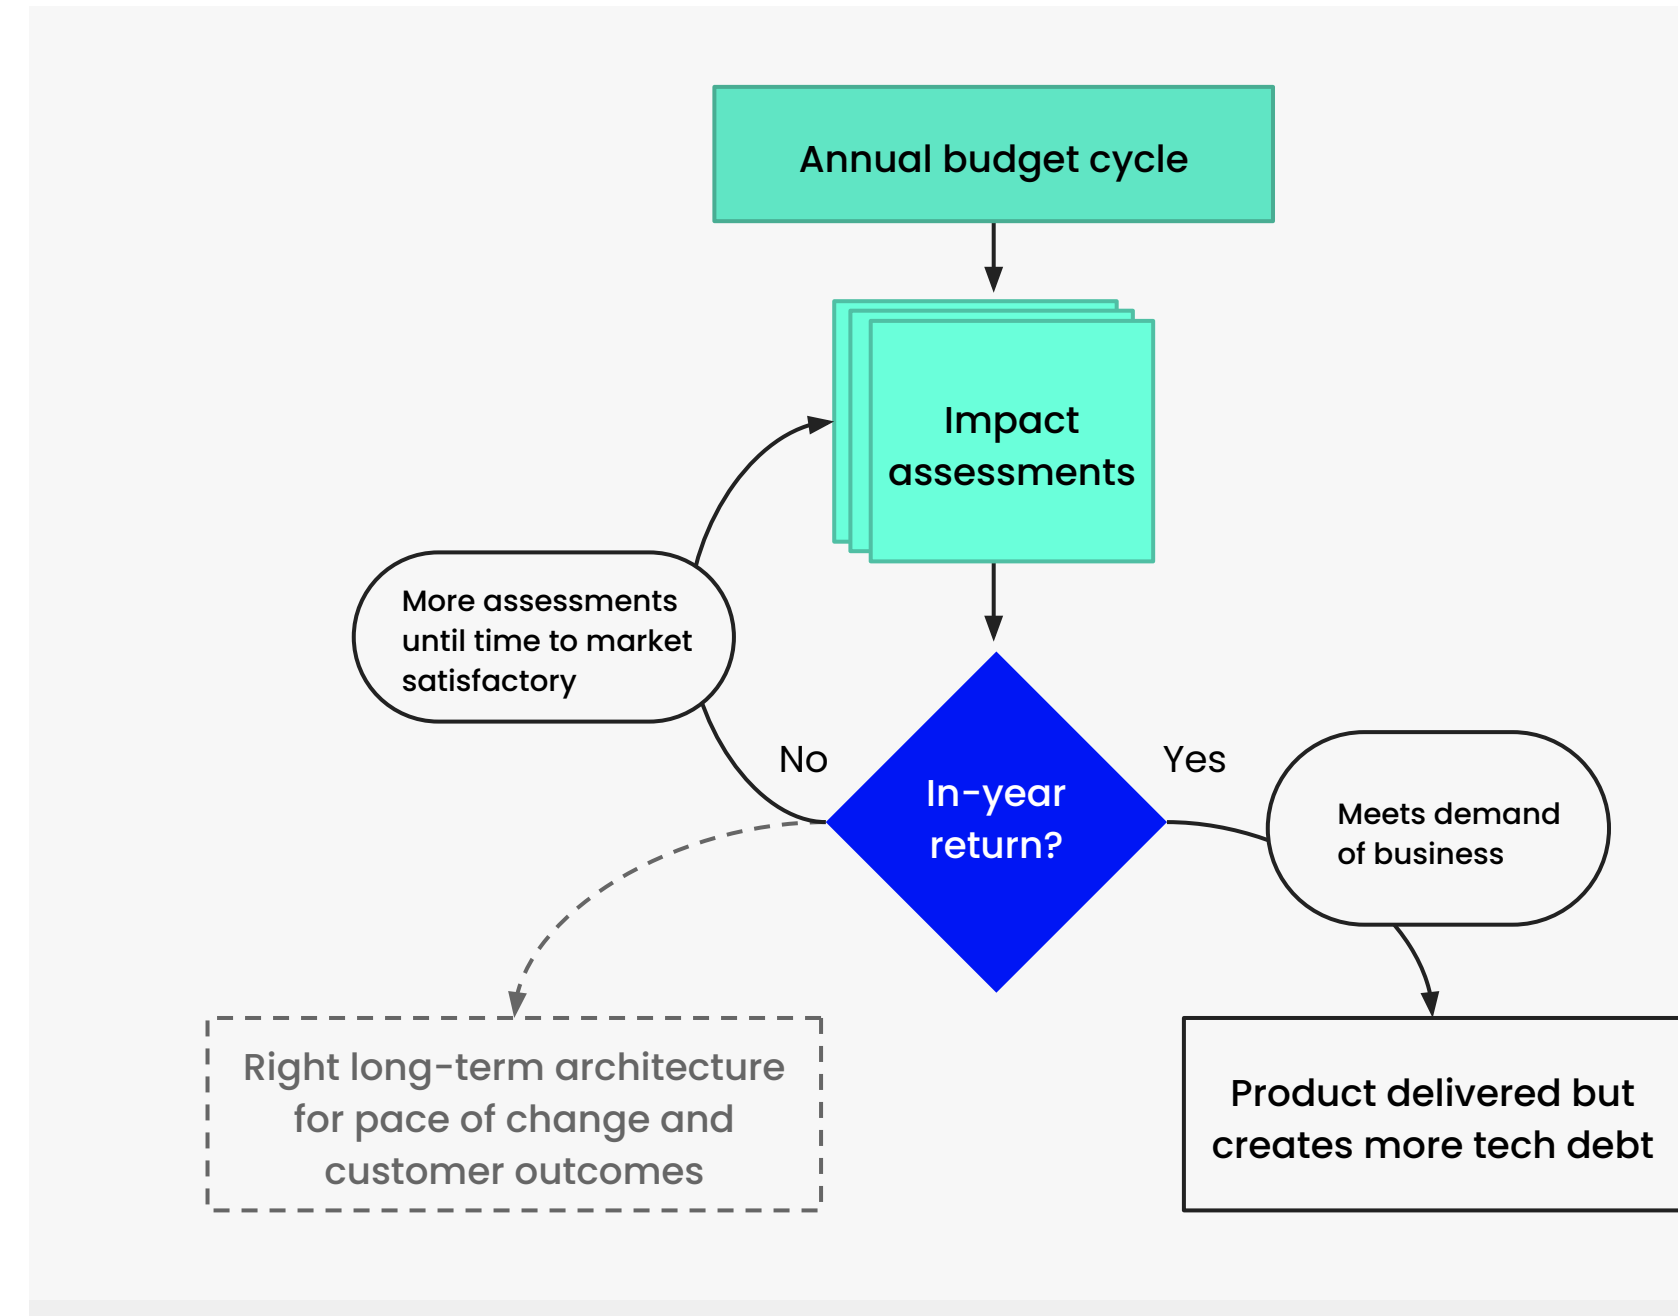 Annual budget cycle
Impact
assessments
More assessments
until time to market
satisfactory
No
Yes
In-year
return?
Meets demand
of business
Right long-term architecture
for pace of change and
customer outcomes
Product delivered but
creates more tech debt